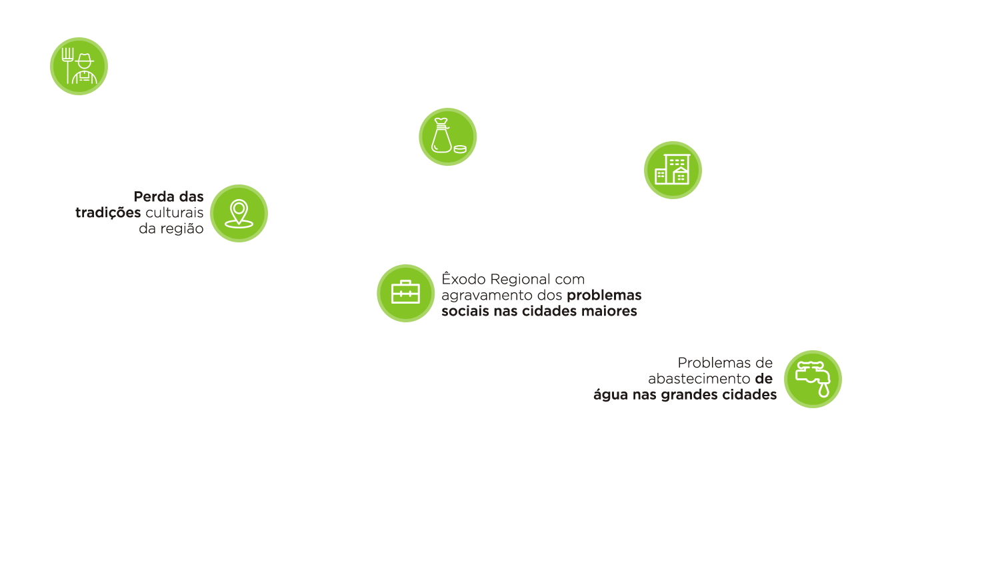 Perda das
tradições culturais
da região
Êxodo Regional com
agravamento dos problemas
sociais nas cidades maiores
Problemas de
abastecimento de
água nas grandes cidades